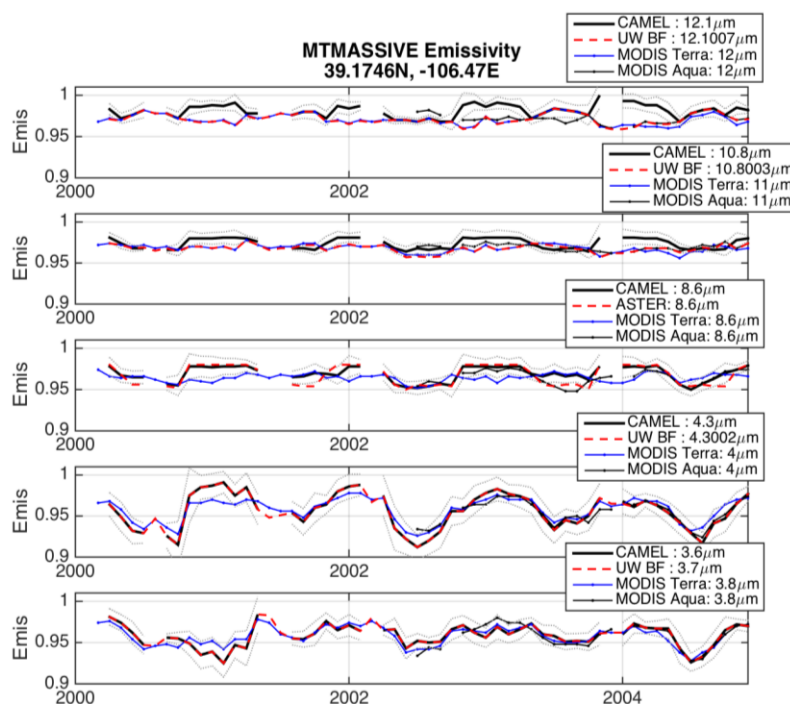 MTMASSIVE Emissivity
39.1746N, -106.47E
CAMEL : 12.1μm
UW BF : 12.1007μm
MODIS Terra: 12μm
MODIS Aqua: 12μm
1
0.95
0.9
Emis
2000
2002
CAMEL : 10.8μm
UW BF : 10.8003μm
MODIS Terra: 11μm
MODIS Aqua: 11μm
1
0.95
0.9
Emis
2000
2002
CAMEL : 8.6μm
ASTER: 8.6μm
MODIS Terra: 8.6μm
MODIS Aqua: 8.6μm
1
0.95
0.9
Emis
2000
2002
CAMEL : 4.3μm
UW BF : 4.3002μm
MODIS Terra: 4μm
MODIS Aqua: 4μm
1
0.95
0.9
Emis
2000
2002
CAMEL : 3.6μm
UW BF : 3.7μm
MODIS Terra: 3.8μm
MODIS Aqua: 3.8μm
1
0.95
0.9
Emis
2000
2002
2004